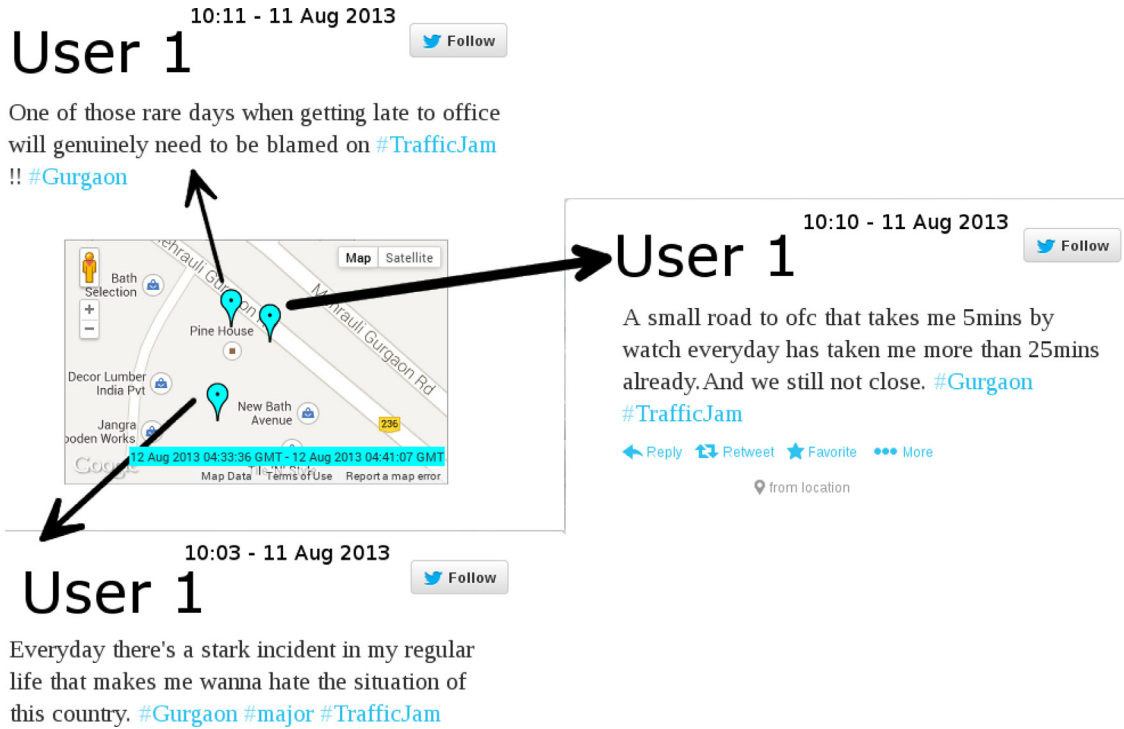 10:11 - 11 Aug 2013
User 1
Follow
One of those rare days when getting late to office
will genuinely need to be blamed on #TrafficJam
!! #Gurgaon
Mehrauli Gurgaon
Mehrauli Gurgaon Rd
Map Satellite
Bath
Selection
+
−
Pine House
Decor Lumber
India Pvt
New Bath
Avenue
236
Jangra
ooden Works
12 Aug 2013 04:33:36 GMT - 12 Aug 2013 04:41:07 GMT
Google
Tile 'N' Style
Map Data Terms of Use Report a map error
10:10 - 11 Aug 2013
User 1
Follow
A small road to ofc that takes me 5mins by
watch everyday has taken me more than 25mins
already.And we still not close. #Gurgaon
#TrafficJam
Reply Retweet Favorite More
from location
10:03 - 11 Aug 2013
User 1
Follow
Everyday there's a stark incident in my regular
life that makes me wanna hate the situation of
this country. #Gurgaon #major #TrafficJam